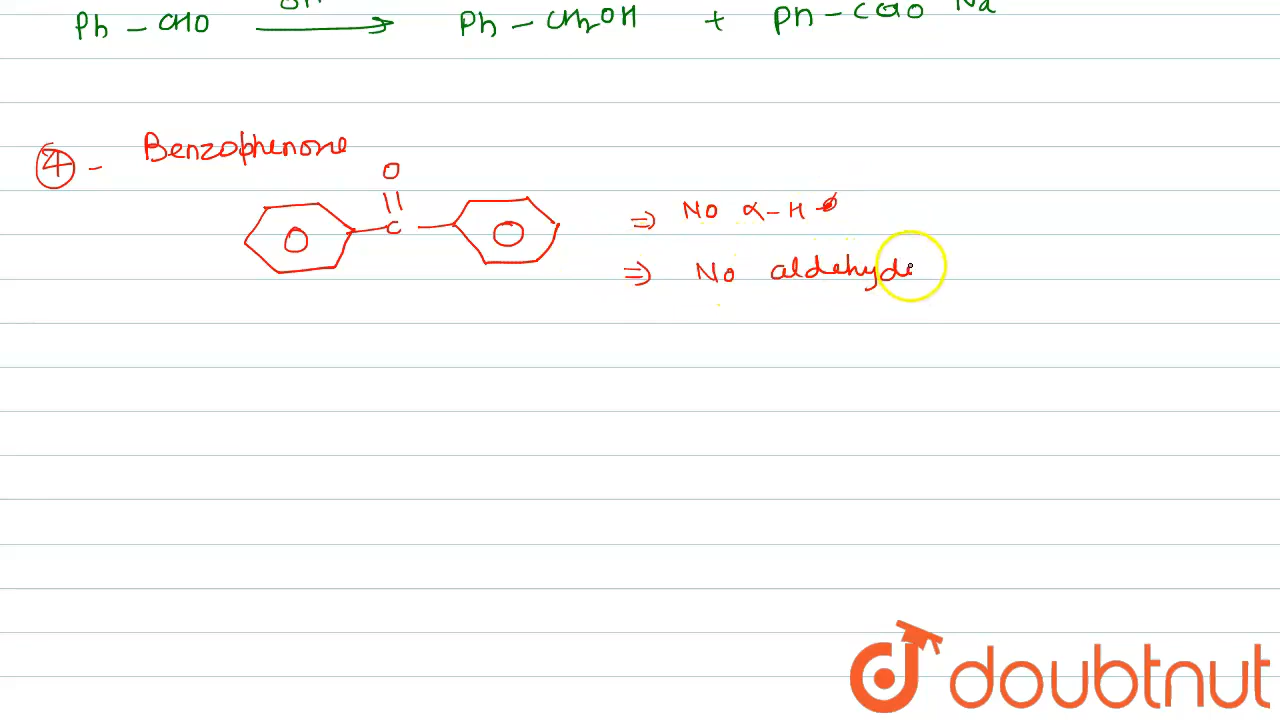 Ph – CHO → Ph – CH2OH + Ph – COO Na
④ – Benzophenone
O
C
⇒ No α – H
⇒ No aldehyde
doubtnut